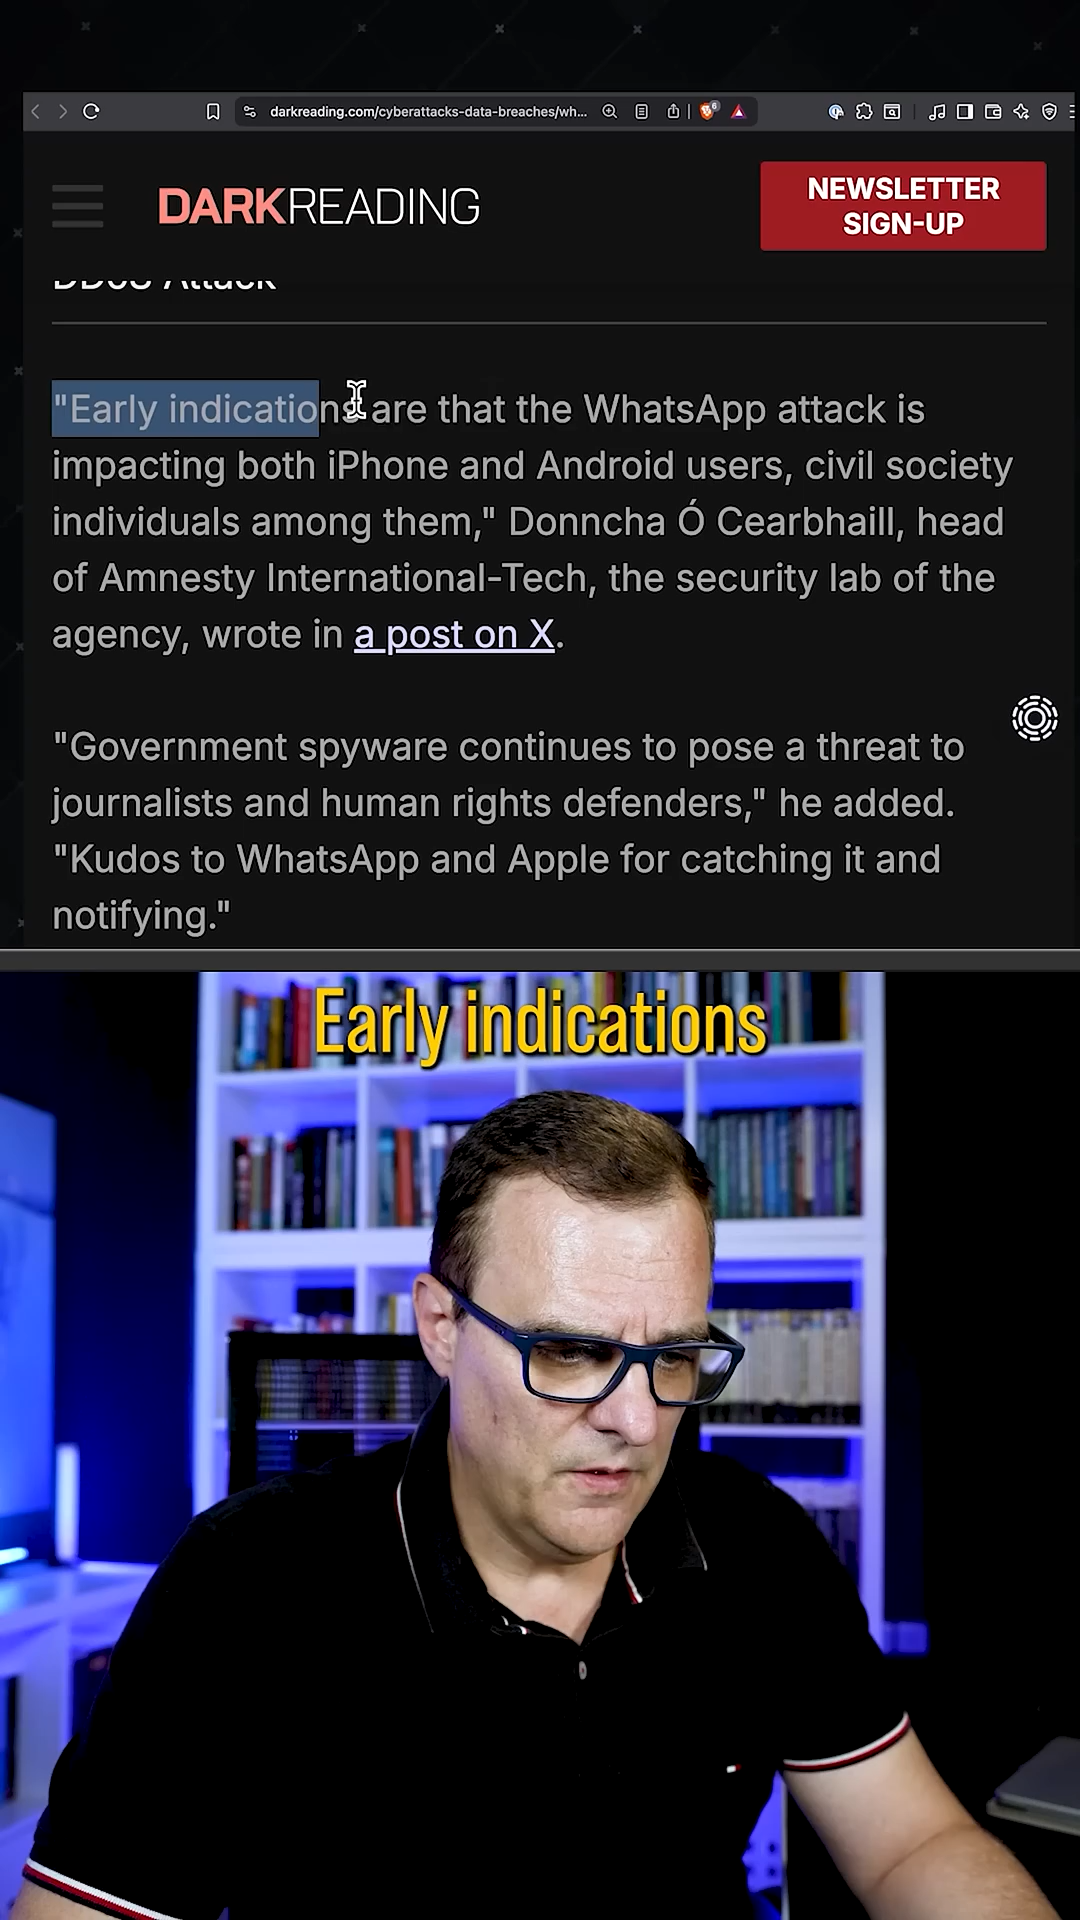 darkreading.com/cyberattacks-data-breaches/wh...
6
DARKREADING
NEWSLETTER
SIGN-UP
DDoS Attack
"Early indications are that the WhatsApp attack is
impacting both iPhone and Android users, civil society
individuals among them," Donncha Ó Cearbhaill, head
of Amnesty International-Tech, the security lab of the
agency, wrote in a post on X.
"Government spyware continues to pose a threat to
journalists and human rights defenders," he added.
"Kudos to WhatsApp and Apple for catching it and
notifying."
Early indications